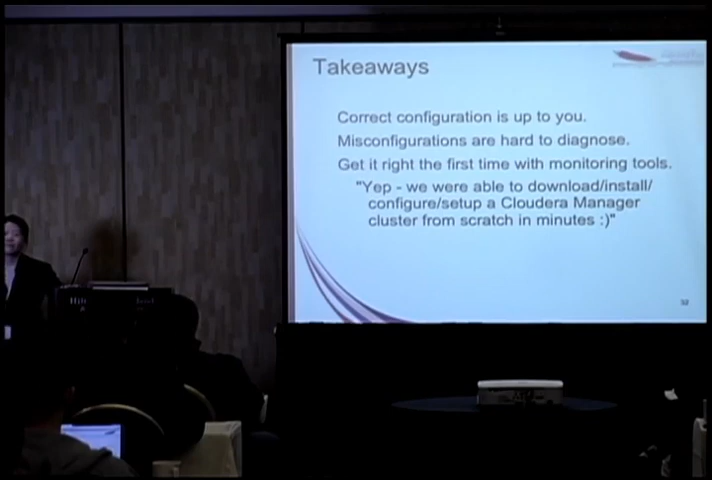 Takeaways
Correct configuration is up to you.
Misconfigurations are hard to diagnose.
Get it right the first time with monitoring tools.
"Yep - we were able to download/install/
configure/setup a Cloudera Manager
cluster from scratch in minutes :)"